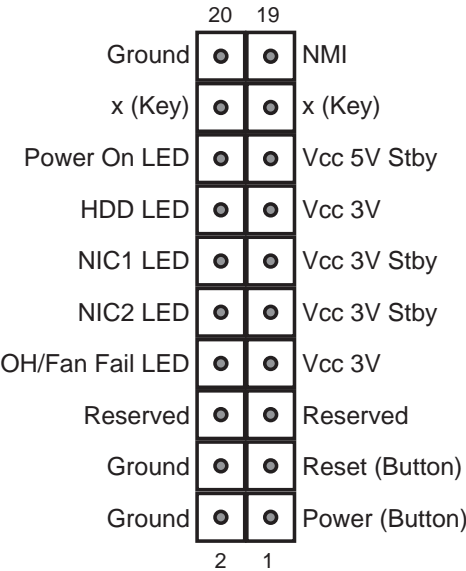 20 19
Ground NMI
x (Key) x (Key)
Power On LED Vcc 5V Stby
HDD LED Vcc 3V
NIC1 LED Vcc 3V Stby
NIC2 LED Vcc 3V Stby
OH/Fan Fail LED Vcc 3V
Reserved Reserved
Ground Reset (Button)
Ground Power (Button)
2 1